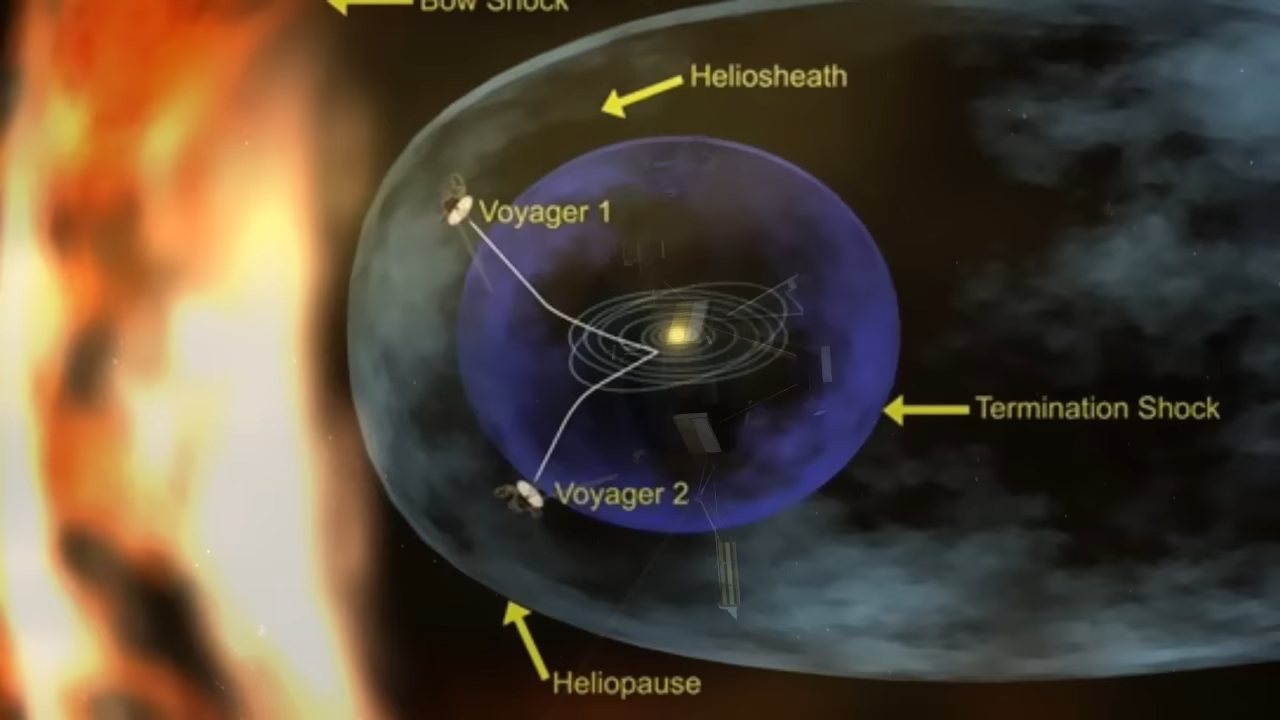 Bow Shock
Heliosheath
Voyager 1
Termination Shock
Voyager 2
Heliopause